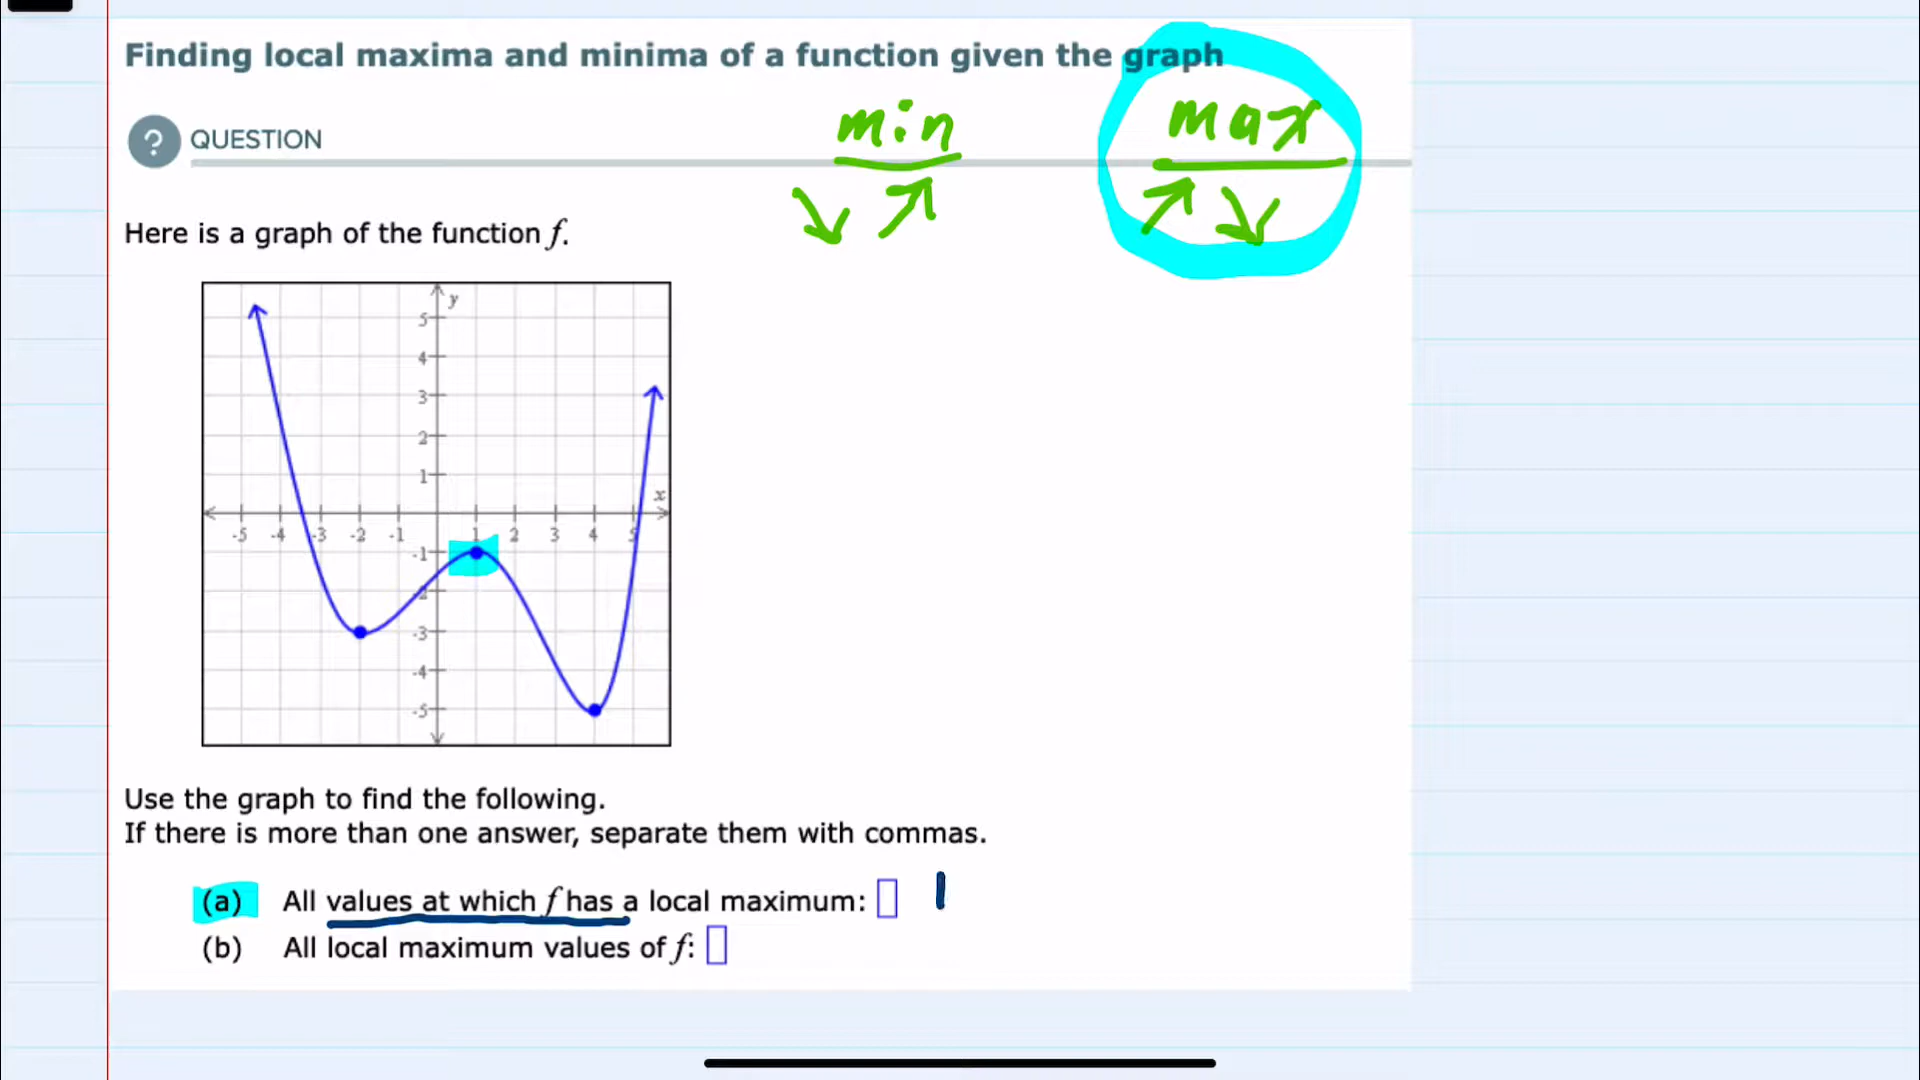 Finding local maxima and minima of a function given the graph
min
max
? QUESTION
Here is a graph of the function f.
y
5
4
3
2
1
x
-5 -4 -3 -2 -1 1 2 3 4 5
-1
-2
-3
-4
-5
Use the graph to find the following.
If there is more than one answer, separate them with commas.
(a) All values at which f has a local maximum: 1
(b) All local maximum values of f: